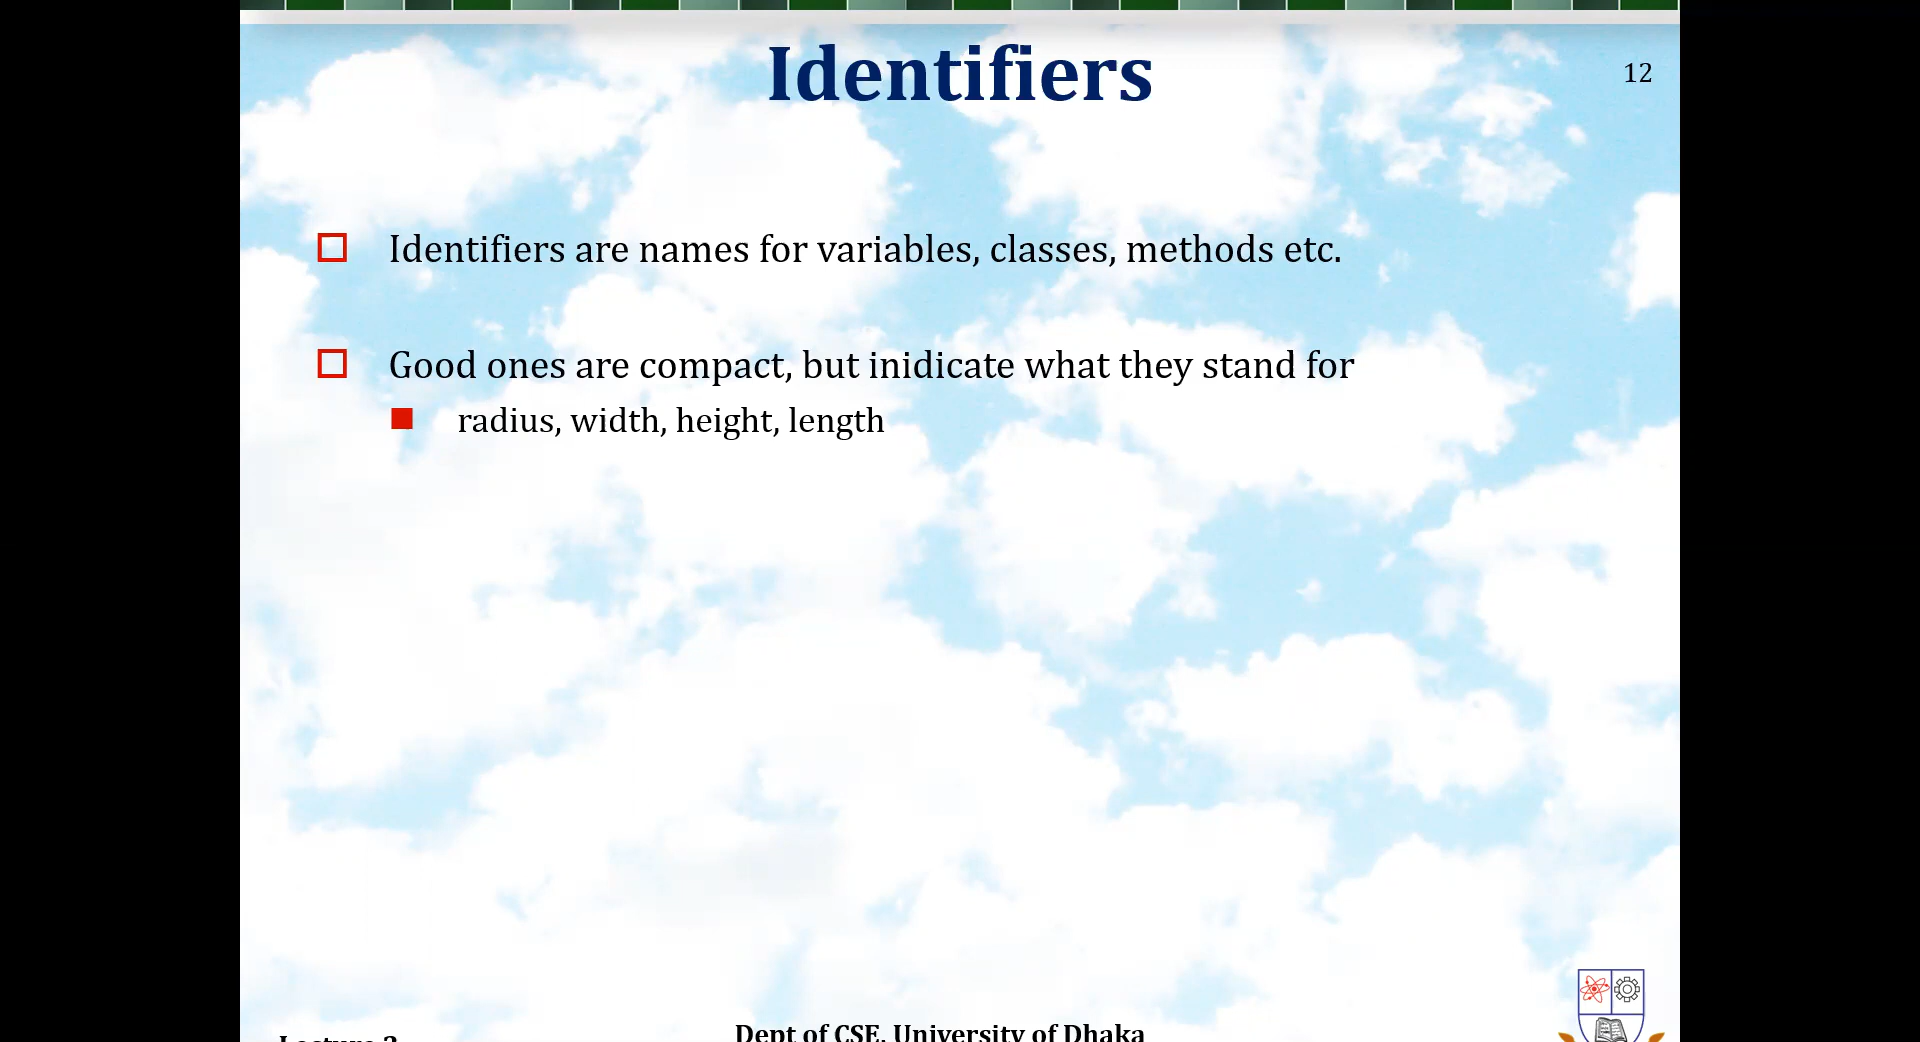 Identifiers
12
Identifiers are names for variables, classes, methods etc.
Good ones are compact, but inidicate what they stand for
radius, width, height, length
Dept of CSE, University of Dhaka
Lecture 2